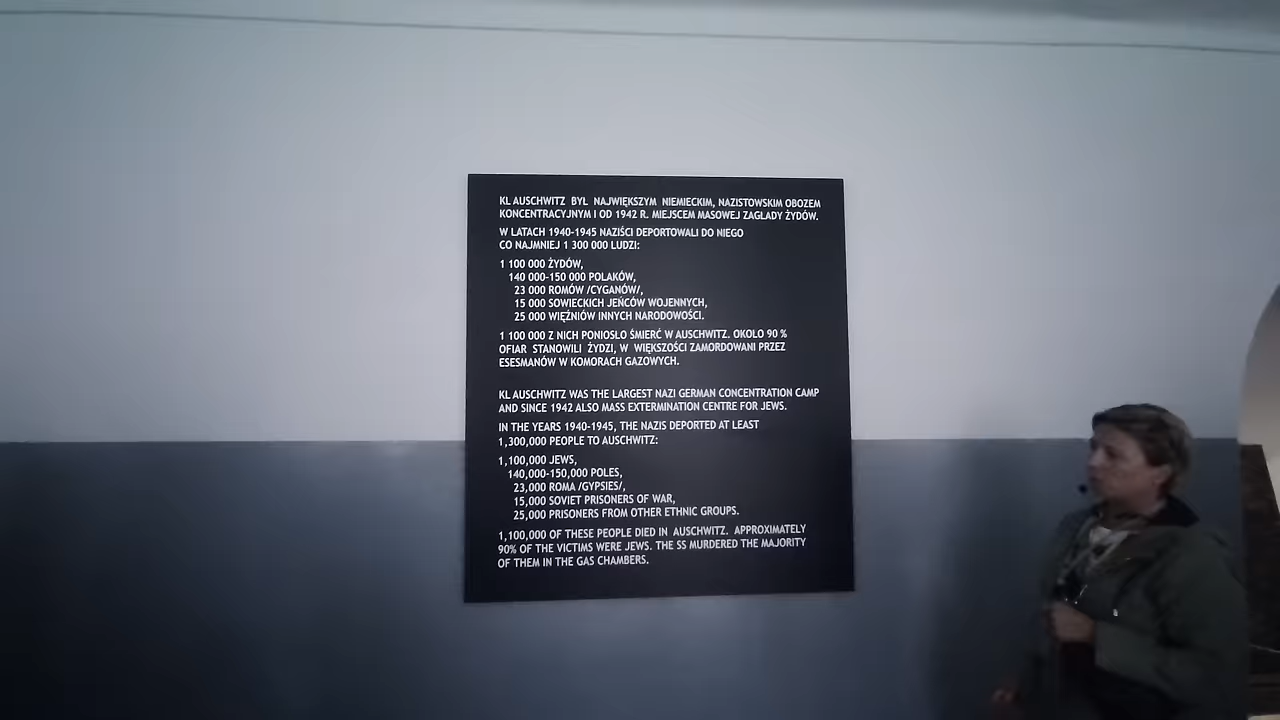 KL AUSCHWITZ BYŁ NAJWIĘKSZYM NIEMIECKIM, NAZISTOWSKIM OBOZEM
KONCENTRACYJNYM I OD 1942 R. MIEJSCEM MASOWEJ ZAGŁADY ŻYDÓW.
W LATACH 1940-1945 NAZIŚCI DEPORTOWALI DO NIEGO
CO NAJMNIEJ 1 300 000 LUDZI:
1 100 000 ŻYDÓW,
140 000-150 000 POLAKÓW,
23 000 ROMÓW /CYGANÓW/,
15 000 SOWIECKICH JEŃCÓW WOJENNYCH,
25 000 WIĘŹNIÓW INNYCH NARODOWOŚCI.
1 100 000 Z NICH PONIOSŁO ŚMIERĆ W AUSCHWITZ. OKOŁO 90 %
OFIAR STANOWILI ŻYDZI, W WIĘKSZOŚCI ZAMORDOWANI PRZEZ
ESESMANÓW W KOMORACH GAZOWYCH.
KL AUSCHWITZ WAS THE LARGEST NAZI GERMAN CONCENTRATION CAMP
AND SINCE 1942 ALSO MASS EXTERMINATION CENTRE FOR JEWS.
IN THE YEARS 1940-1945, THE NAZIS DEPORTED AT LEAST
1,300,000 PEOPLE TO AUSCHWITZ:
1,100,000 JEWS,
140,000-150,000 POLES,
23,000 ROMA /GYPSIES/,
15,000 SOVIET PRISONERS OF WAR,
25,000 PRISONERS FROM OTHER ETHNIC GROUPS.
1,100,000 OF THESE PEOPLE DIED IN AUSCHWITZ. APPROXIMATELY
90% OF THE VICTIMS WERE JEWS. THE SS MURDERED THE MAJORITY
OF THEM IN THE GAS CHAMBERS.